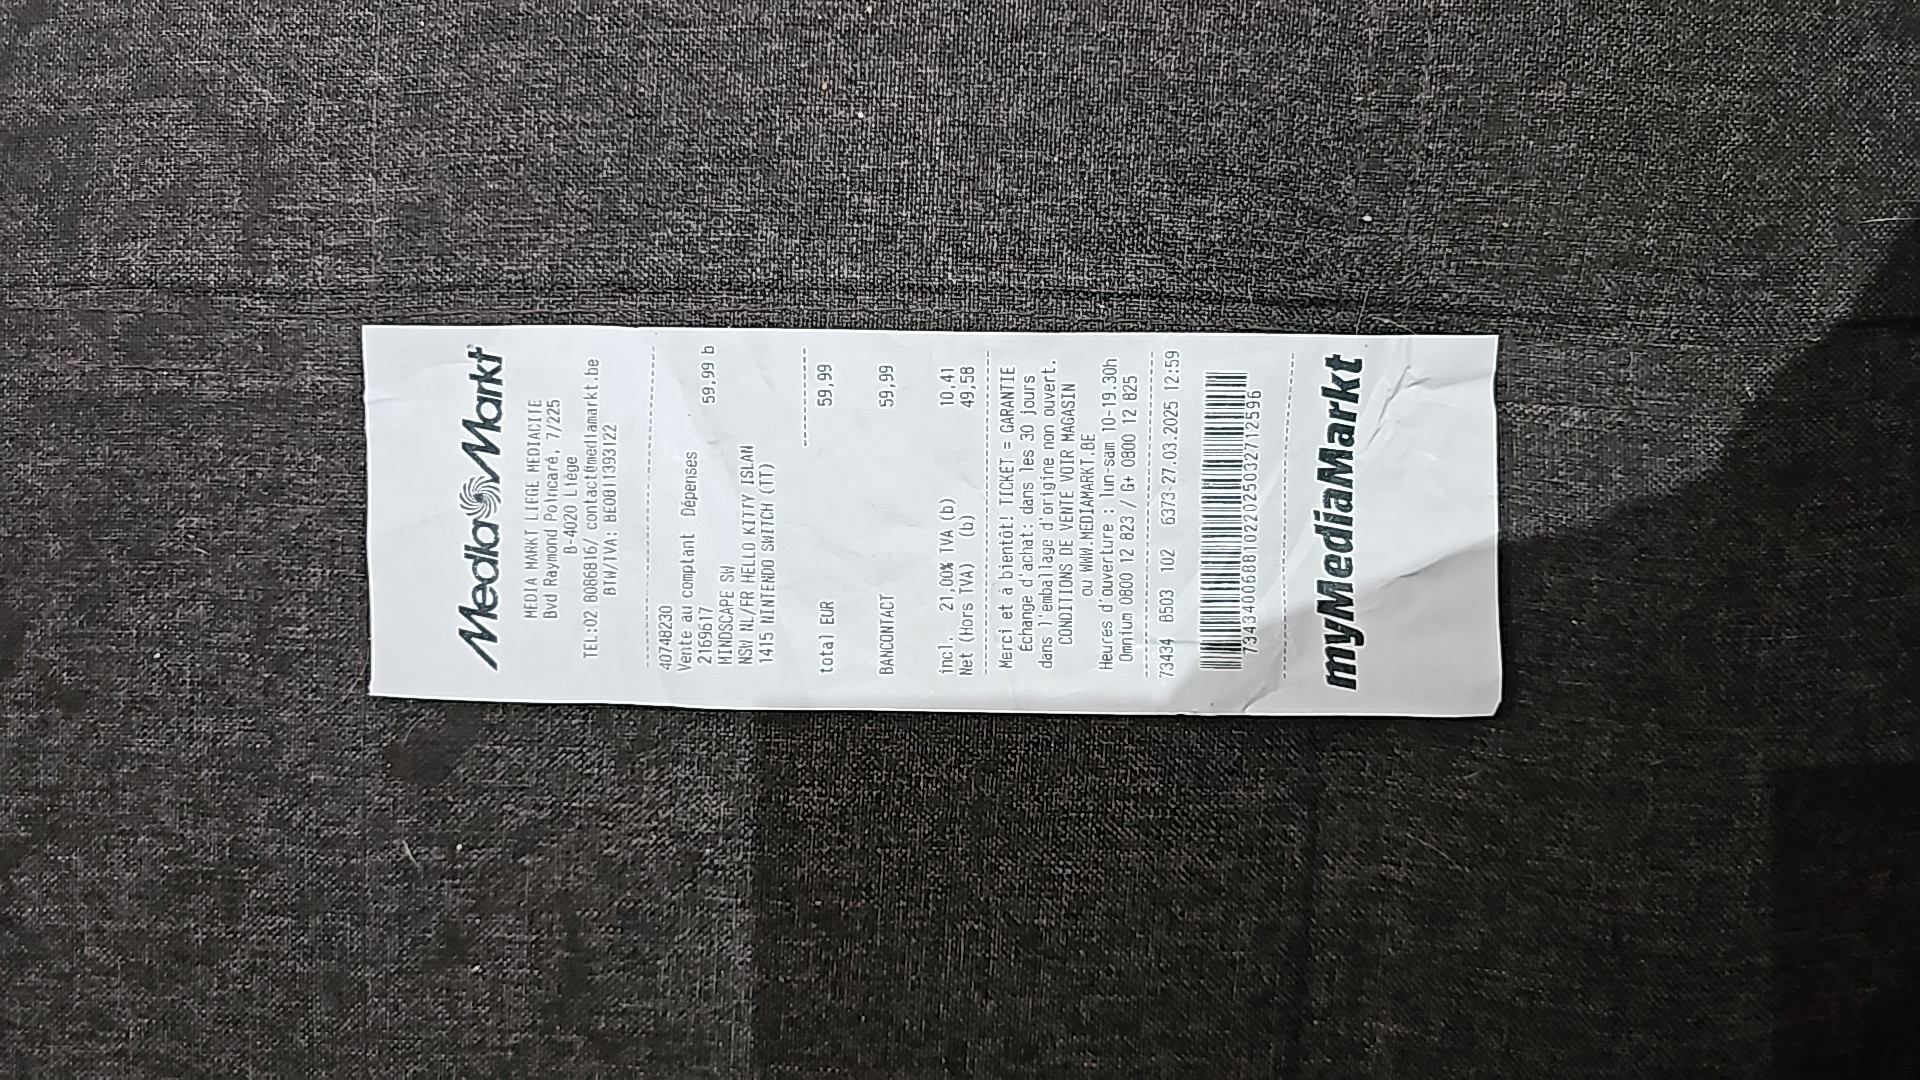 MediaMarkt
MEDIA MARKT LIEGE MEDIACITE
Bvd Raymond Poincaré, 7/225
B-4020 Liège
TEL:02 8086816/ contact@mediamarkt.be
BTW/TVA: BE0811393122
40748230
Vente au comptant Dépenses
2169617 59,99 b
MINDSCAPE SW
NSW NL/FR HELLO KITTY ISLAN
1415 NINTENDO SWITCH (TT)
total EUR 59,99
BANCONTACT 59,99
incl. 21,00% TVA (b) 10,41
Net (Hors TVA) (b) 49,58
Merci et à bientôt! TICKET = GARANTIE
Échange d'achat: dans les 30 jours
dans l'emballage d'origine non ouvert.
CONDITIONS DE VENTE VOIR MAGASIN
ou WWW.MEDIAMARKT.BE
Heures d'ouverture : lun-sam 10-19.30h
Omnium 0800 12 823 / G+ 0800 12 825
73434 B503 102 6373 27.03.2025 12:59
7343400688102202503271 2596
myMediaMarkt